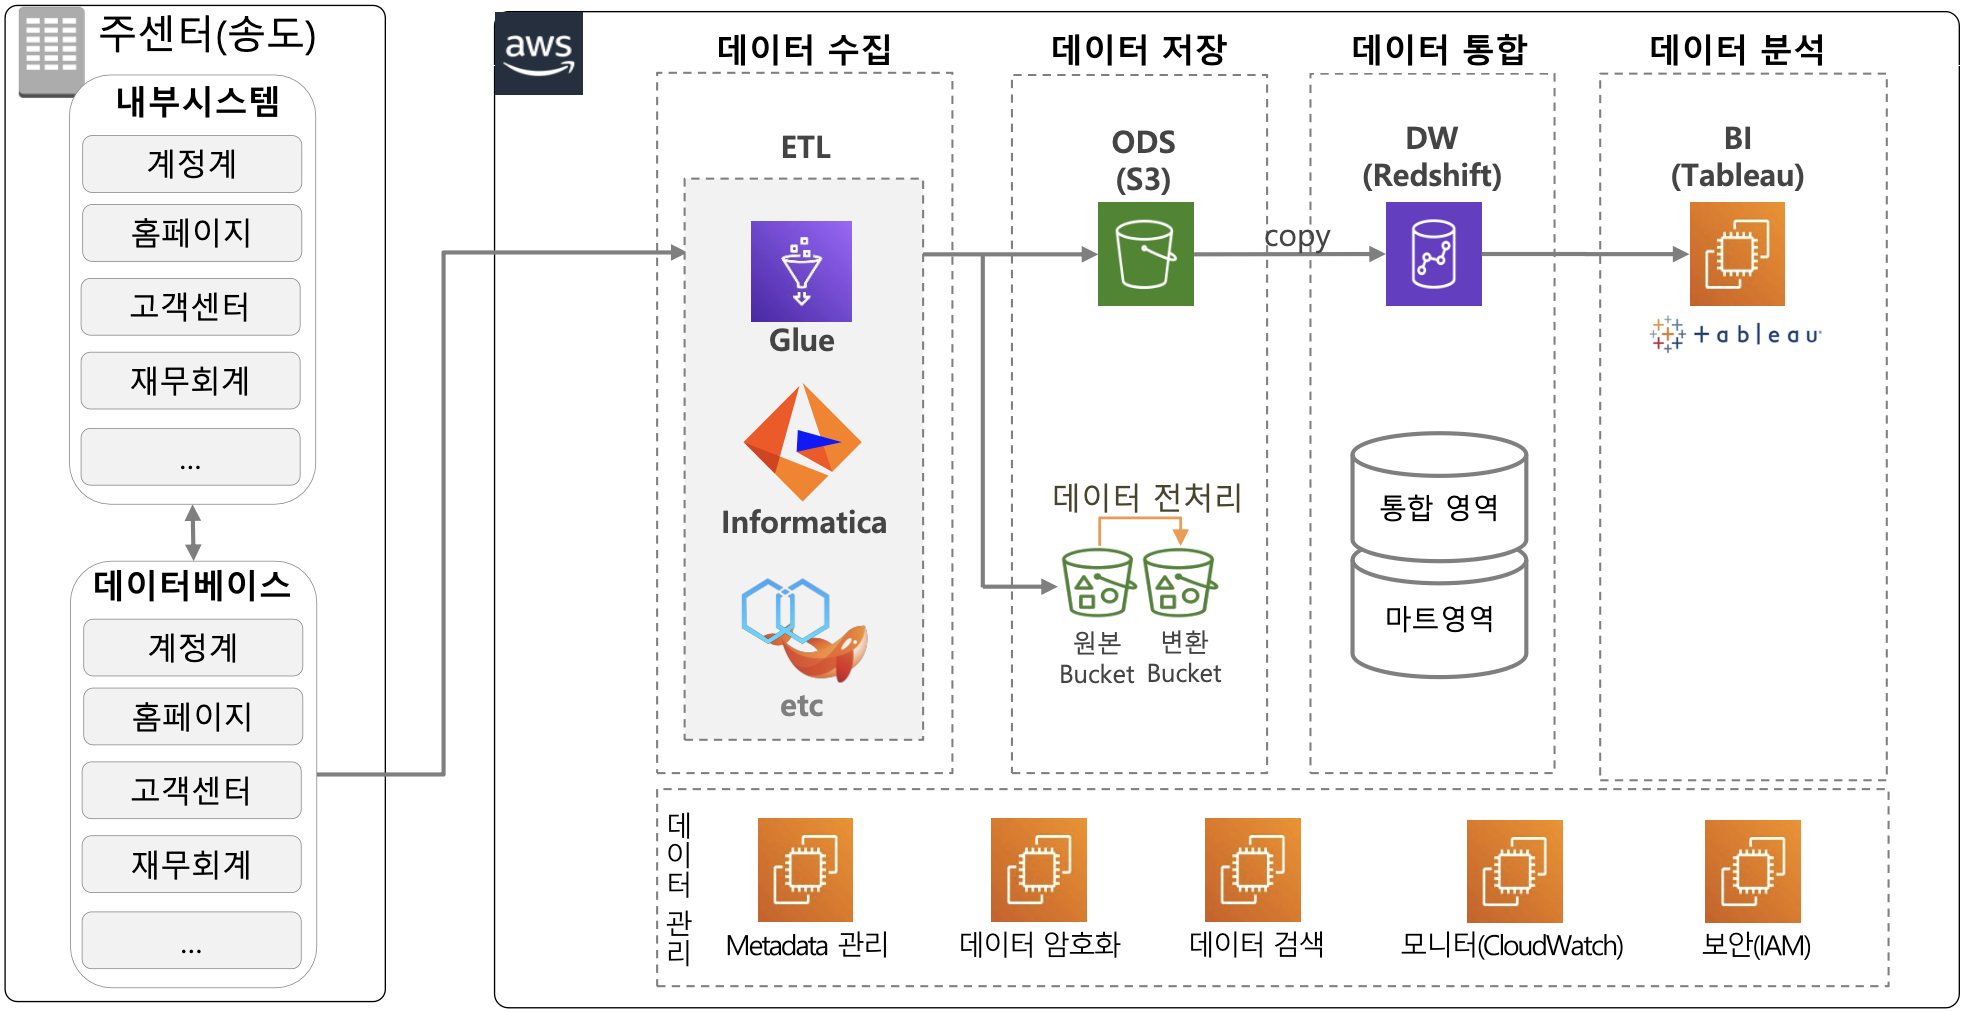 주센터(송도)
내부시스템
계정계
홈페이지
고객센터
재무회계
...
데이터베이스
계정계
홈페이지
고객센터
재무회계
...
aws
데이터 수집
ETL
Glue
Informatica
etc
데이터 저장
ODS
(S3)
copy
데이터 전처리
원본
Bucket
변환
Bucket
데이터 통합
DW
(Redshift)
통합 영역
마트영역
데이터 분석
BI
(Tableau)
+ableau
데이터 관리
Metadata 관리
데이터 암호화
데이터 검색
모니터(CloudWatch)
보안(IAM)